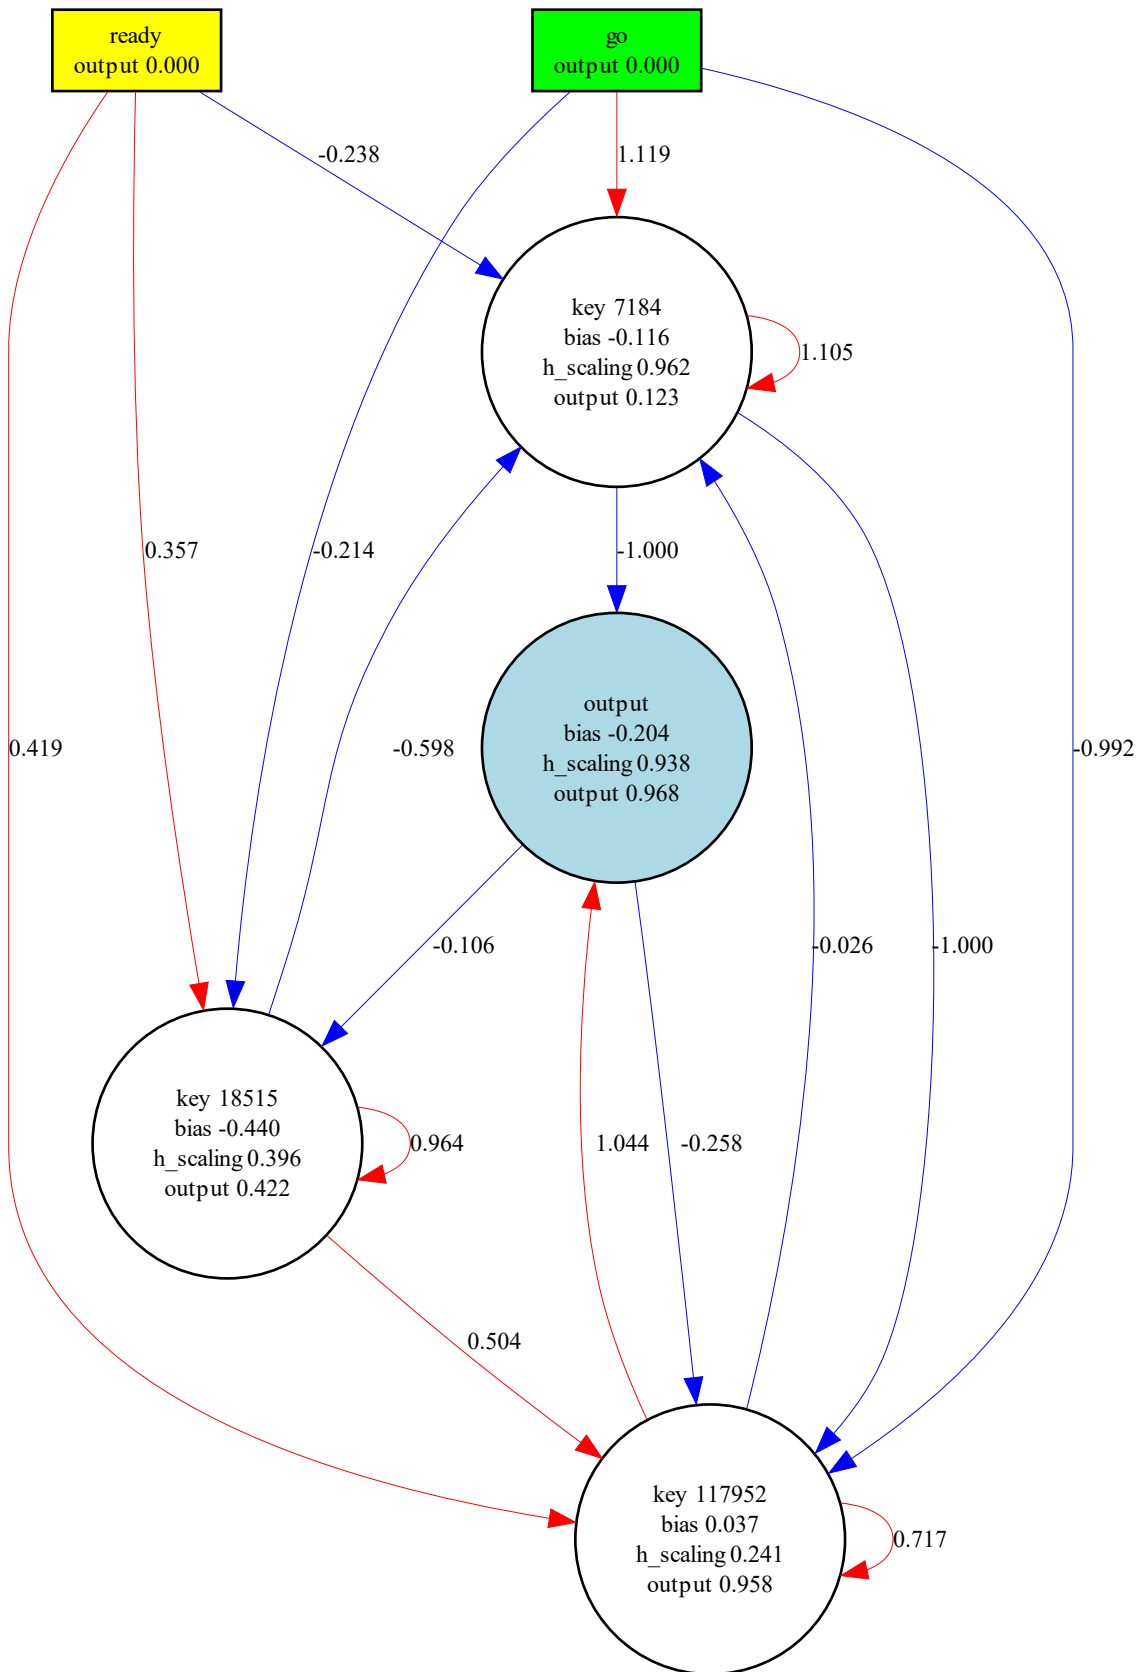 ready
output 0.000
go
output 0.000
-0.238
1.119
key 7184
bias -0.116
h_scaling 0.962
output 0.123
1.105
0.357
-0.214
-1.000
output
bias -0.204
h_scaling 0.938
output 0.968
0.419
-0.598
-0.992
-0.106
-0.026
-1.000
key 18515
bias -0.440
h_scaling 0.396
output 0.422
0.964
1.044
-0.258
0.504
key 117952
bias 0.037
h_scaling 0.241
output 0.958
0.717